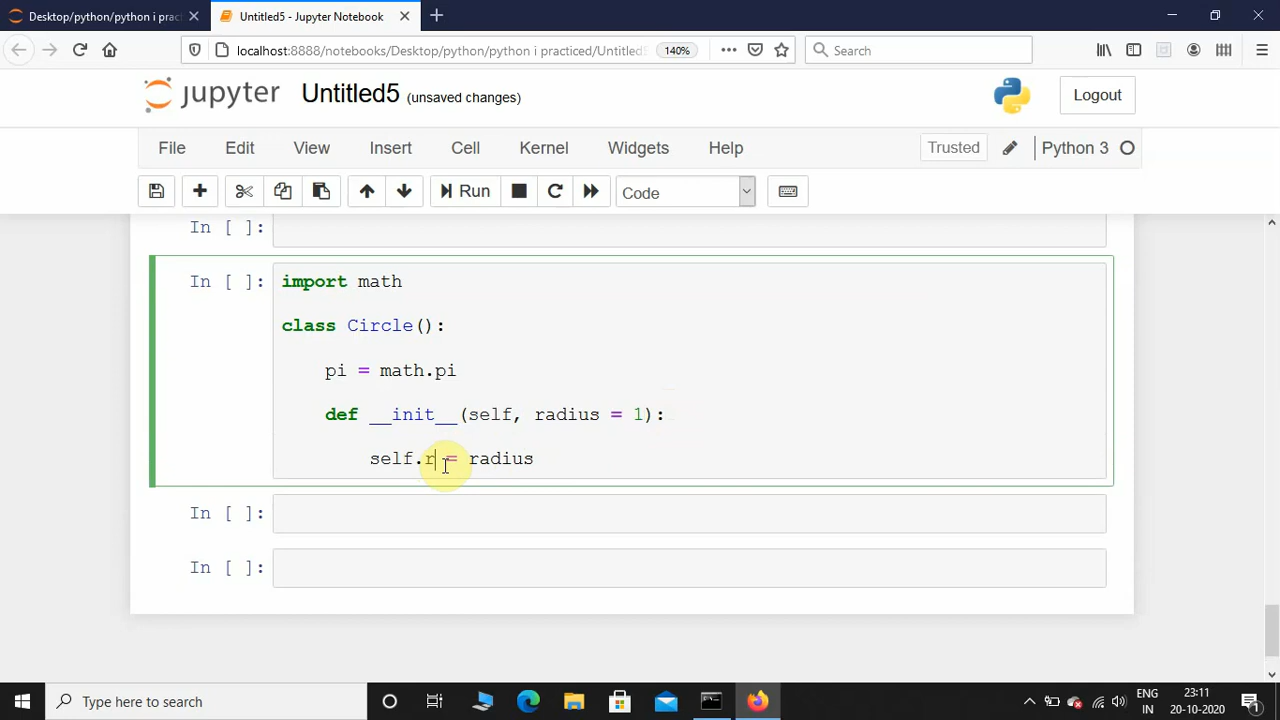 Desktop/python/python i prac
Untitled5 - Jupyter Notebook
localhost:8888/notebooks/Desktop/python/python i practiced/Untitled5
140%
Search
jupyter Untitled5 (unsaved changes)
Logout
File Edit View Insert Cell Kernel Widgets Help
Trusted
Python 3
Run
Code
In [ ]:
In [ ]:
import math
class Circle():
pi = math.pi
def __init__(self, radius = 1):
self.r = radius
In [ ]:
In [ ]:
Type here to search
ENG
IN
23:11
20-10-2020
1